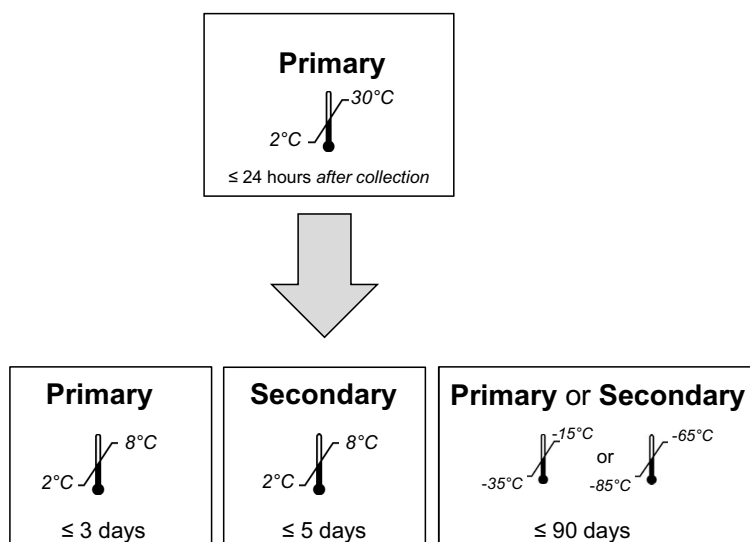 Primary
30°C
2°C
≤ 24 hours after collection
Primary
8°C
2°C
≤ 3 days
Secondary
8°C
2°C
≤ 5 days
Primary or Secondary
-15°C
-35°C
or
-65°C
-85°C
≤ 90 days